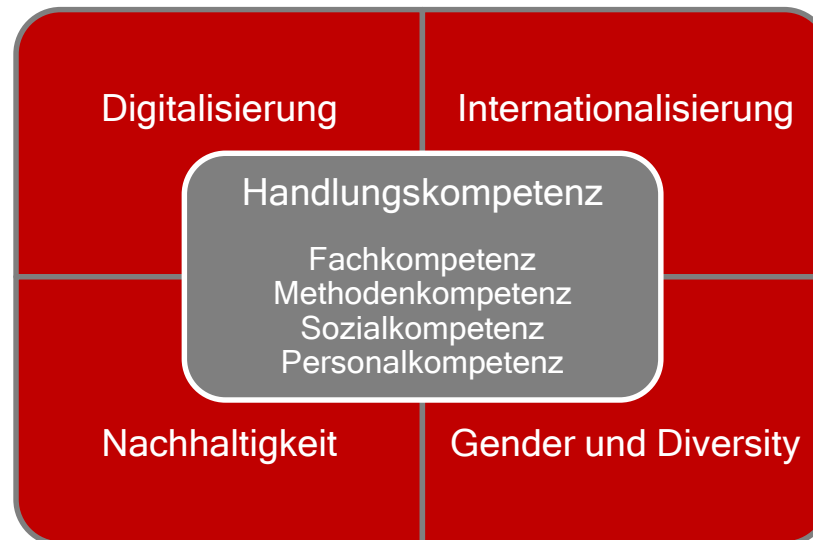 Digitalisierung
Internationalisierung
Handlungskompetenz
Fachkompetenz
Methodenkompetenz
Sozialkompetenz
Personalkompetenz
Nachhaltigkeit
Gender und Diversity